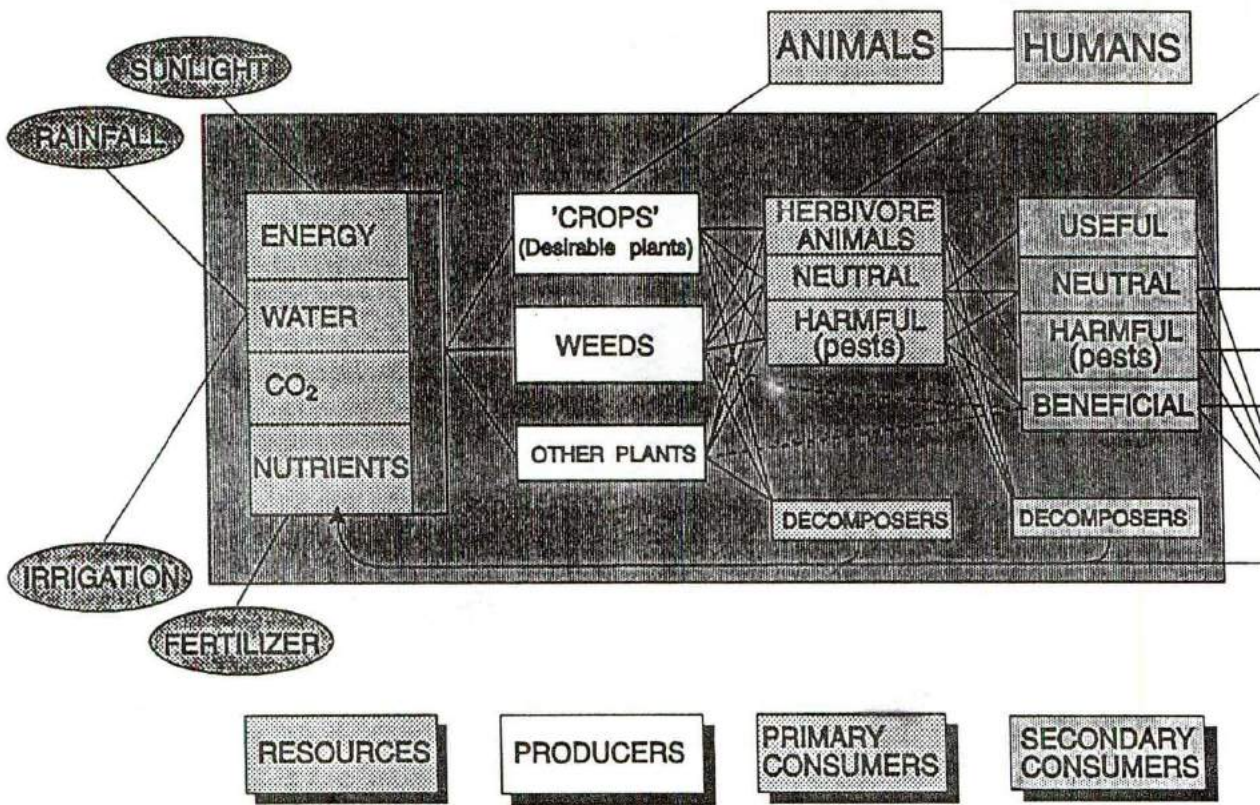 ANIMALS
HUMANS
SUNLIGHT
RAINFALL
ENERGY
WATER
CO₂
NUTRIENTS
'CROPS'
(Desirable plants)
WEEDS
OTHER PLANTS
HERBIVORE
ANIMALS
NEUTRAL
HARMFUL
(pests)
DECOMPOSERS
USEFUL
NEUTRAL
HARMFUL
(pests)
BENEFICIAL
DECOMPOSERS
IRRIGATION
FERTILIZER
RESOURCES
PRODUCERS
PRIMARY
CONSUMERS
SECONDARY
CONSUMERS